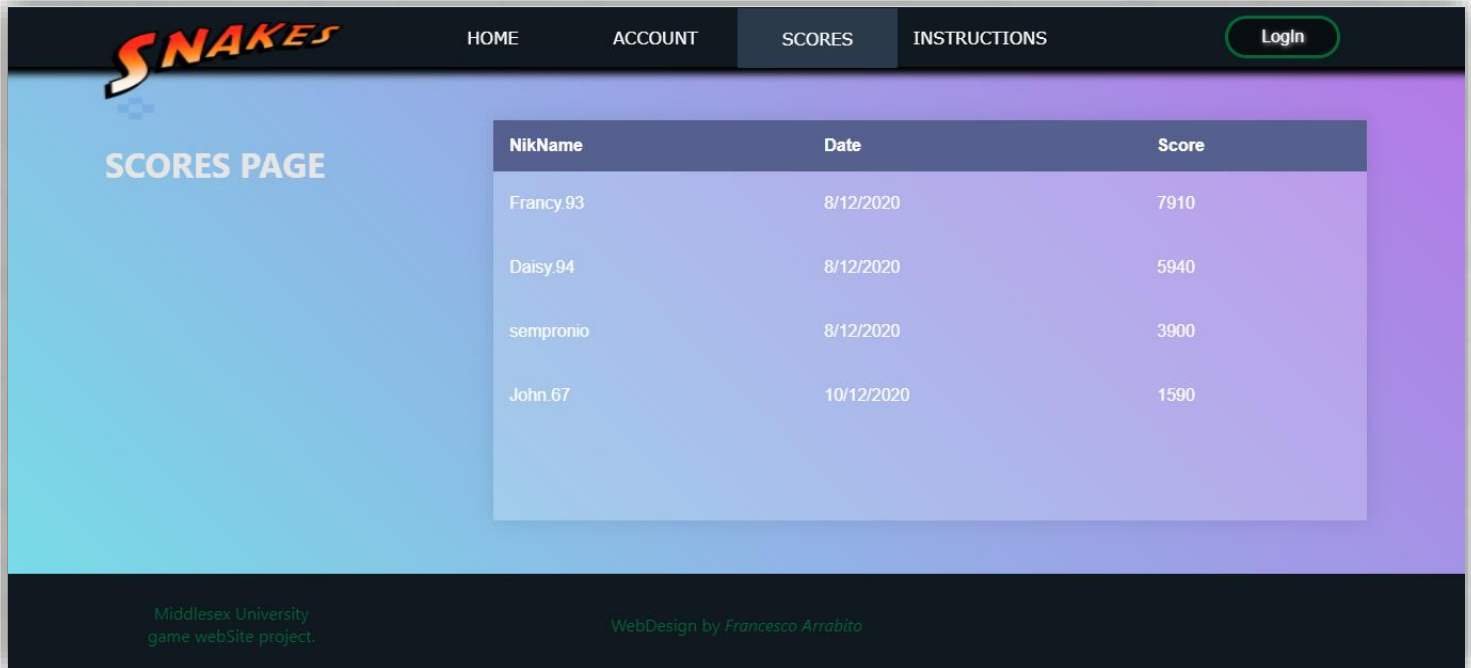 SNAKES
HOME ACCOUNT SCORES INSTRUCTIONS LogIn
SCORES PAGE
NikName Date Score
Francy.93 8/12/2020 7910
Daisy.94 8/12/2020 5940
sempronio 8/12/2020 3900
John.67 10/12/2020 1590
Middlesex University
game webSite project.
WebDesign by Francesco Arrabito